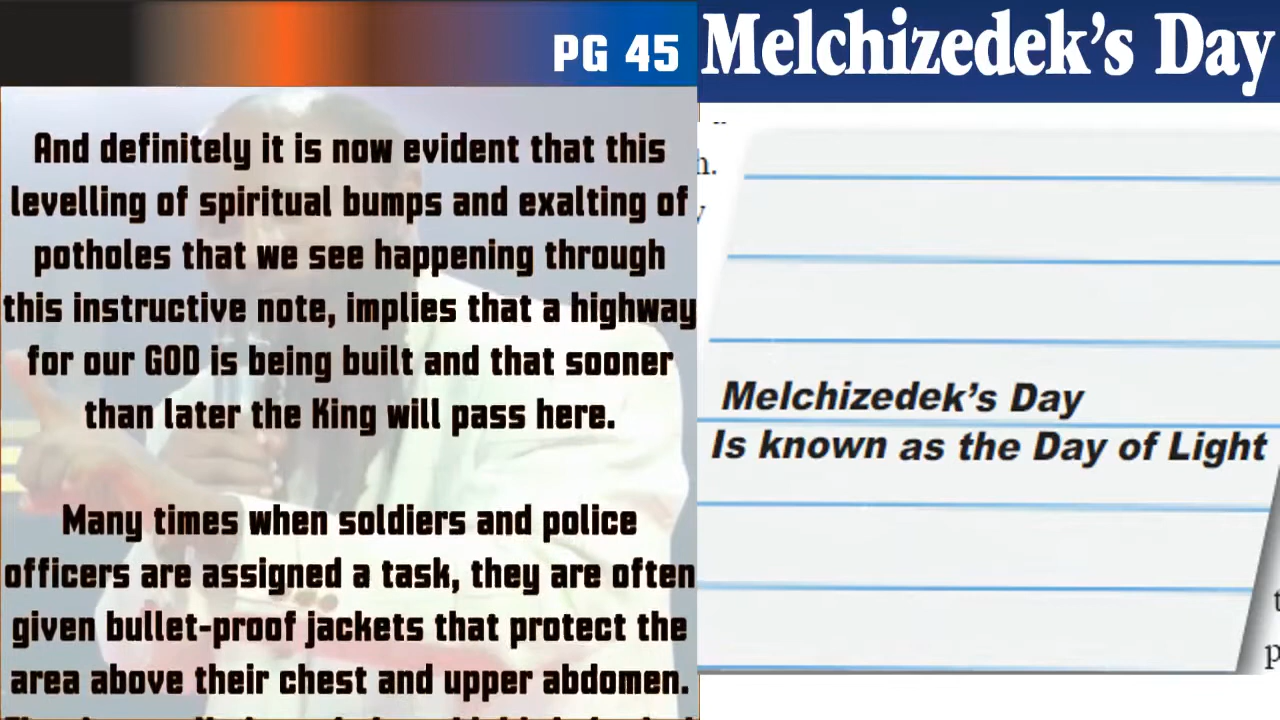 PG 45
And definitely it is now evident that this
levelling of spiritual bumps and exalting of
potholes that we see happening through
this instructive note, implies that a highway
for our GOD is being built and that sooner
than later the King will pass here.
Many times when soldiers and police
officers are assigned a task, they are often
given bullet-proof jackets that protect the
area above their chest and upper abdomen.
Melchizedek's Day
h.
y
Melchizedek's Day
Is known as the Day of Light
t
p